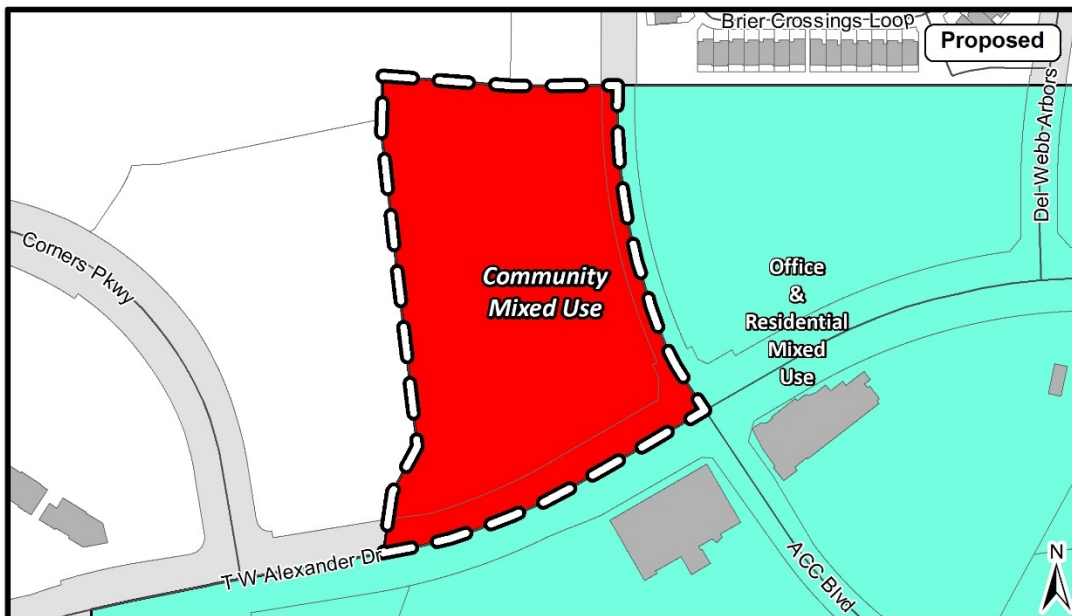 Brier Crossings Loop
Proposed
Del Webb Arbors
Corners Pkwy
Community
Mixed Use
Office
&
Residential
Mixed
Use
T W Alexander Dr
ACC Blvd
N